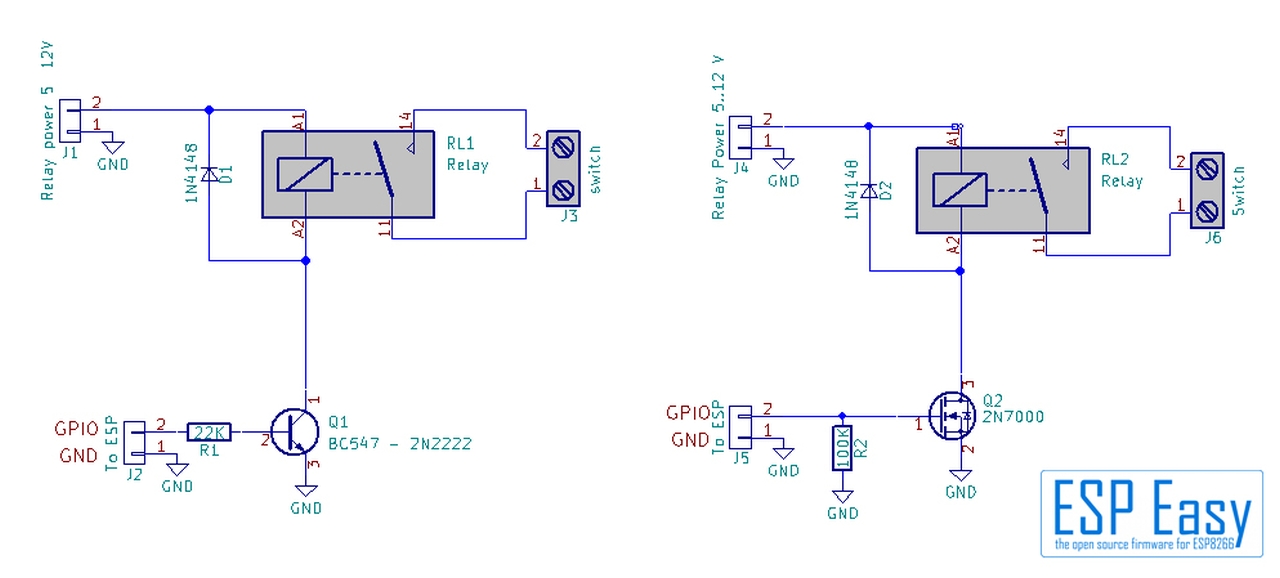 Relay power 5 12V
J1
2
1
GND
1N4148
D1
A1
A2
14
11
RL1
Relay
2
1
J3
switch
GPIO
GND
To ESP
J2
2
1
GND
22K
R1
2
1
3
Q1
BC547 - 2N2222
GND
Relay Power 5..12 V
J4
2
1
GND
1N4148
D2
A1
A2
14
11
RL2
Relay
2
1
J6
Switch
GPIO
GND
To ESP
J5
2
1
GND
100K
R2
GND
1
3
2
Q2
2N7000
GND
ESP Easy
the open source firmware for ESP8266